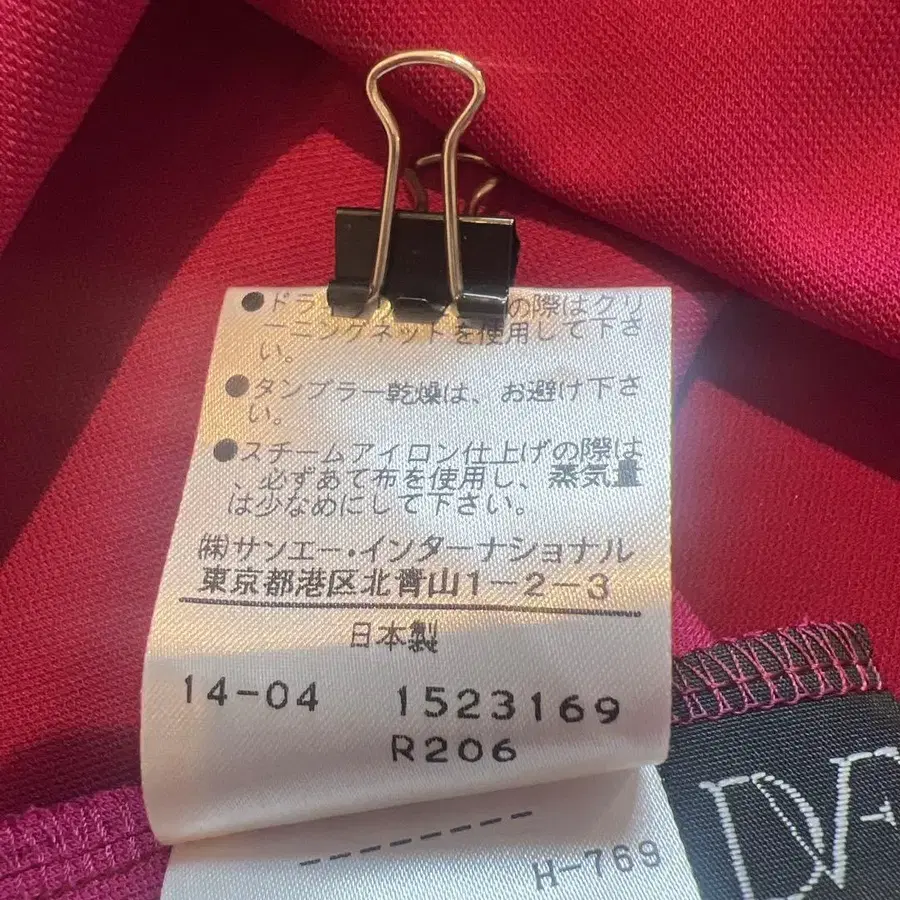 ●ド の際はクリ
ーニングネットを使用して下さ
い。
●タンブラー乾燥は、お避け下さ
い。
●スチームアイロン仕上げの際は
、必ずあて布を使用し、蒸気量
は少なめにして下さい。
㈱サンエー・インターナショナル
東京都港区北青山1-2-3
日本製
14-04 1523169
R206
H-769